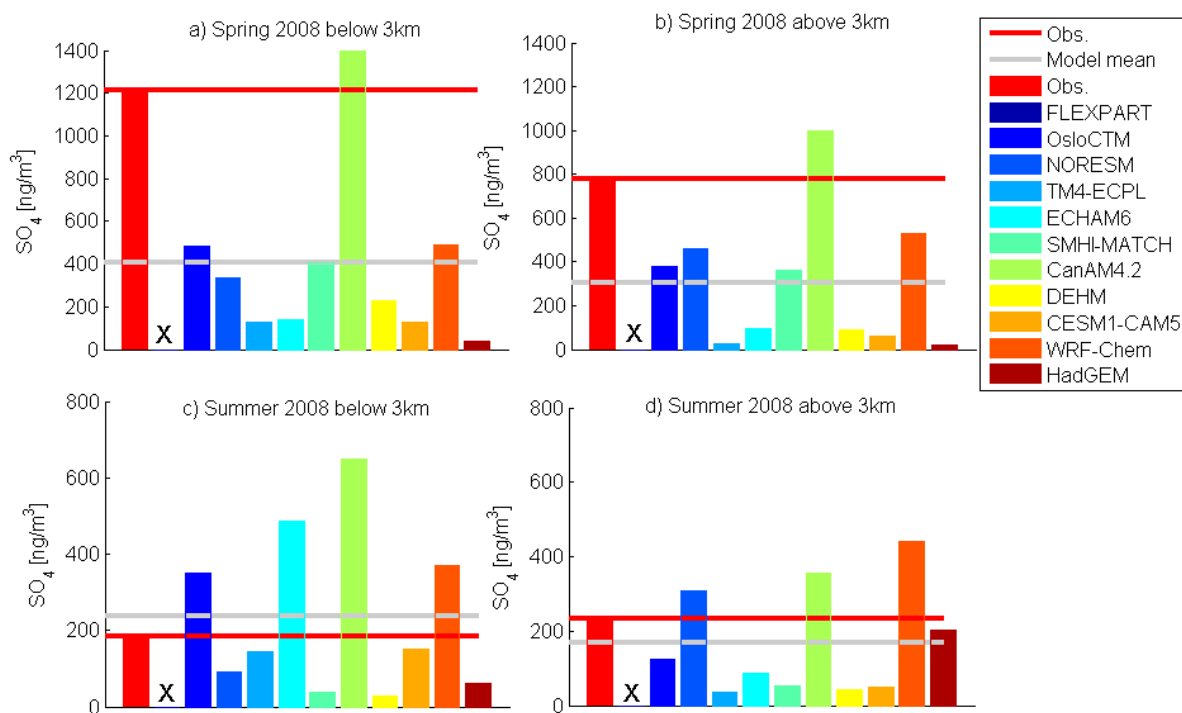 a) Spring 2008 below 3km
1400
1200
1000
800
600
400
200
0
SO4 [ng/m3]
X
b) Spring 2008 above 3km
1400
1200
1000
800
600
400
200
0
SO4 [ng/m3]
X
Obs.
Model mean
Obs.
FLEXPART
OsloCTM
NORESM
TM4-ECPL
ECHAM6
SMHI-MATCH
CanAM4.2
DEHM
CESM1-CAM5
WRF-Chem
HadGEM
c) Summer 2008 below 3km
800
600
400
200
0
SO4 [ng/m3]
X
d) Summer 2008 above 3km
800
600
400
200
0
SO4 [ng/m3]
X